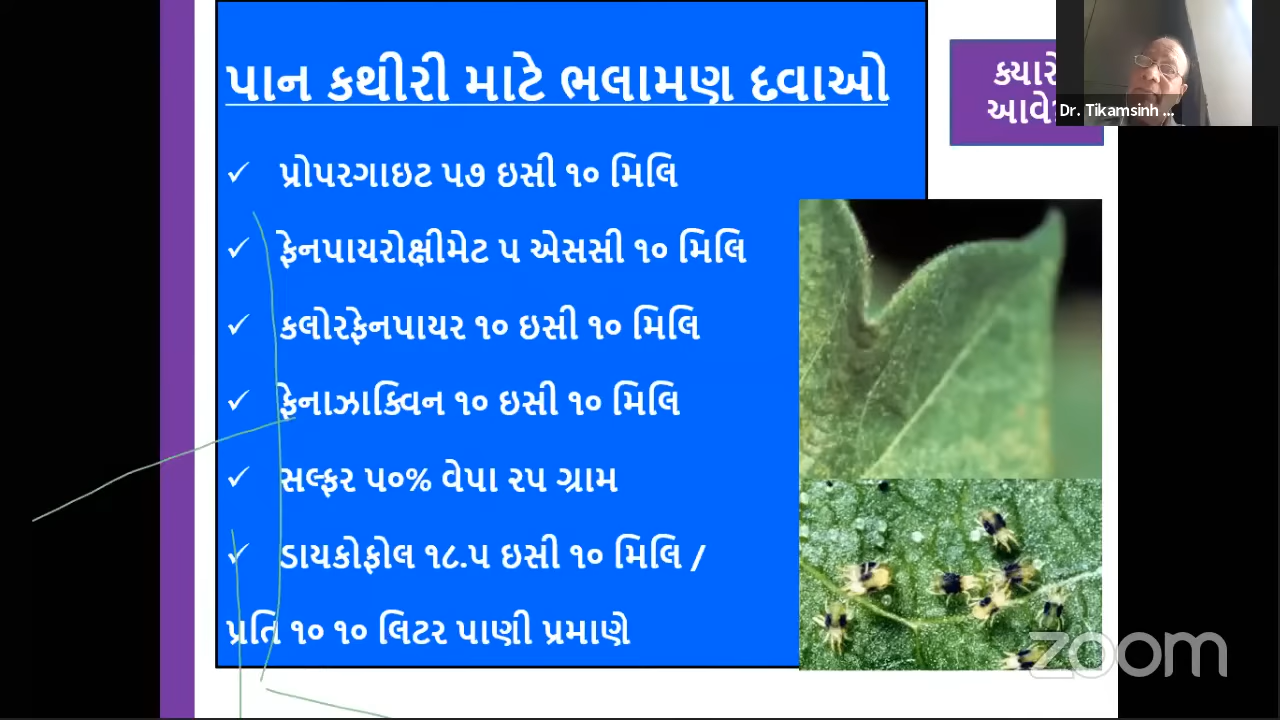 પાન કથીરી માટે ભલામણ દવાઓ
✓ પ્રોપરગાઇટ ૫૭ ઇસી ૧૦ મિલિ
✓ ફેનપાયરોક્ષીમેટ ૫ એસસી ૧૦ મિલિ
✓ કલોરફેનપાયર ૧૦ ઇસી ૧૦ મિલિ
✓ ફેનાઝાક્વિન ૧૦ ઇસી ૧૦ મિલિ
✓ સલ્ફર ૫૦% વેપા ૨૫ ગ્રામ
✓ ડાયકોફોલ ૧૮.૫ ઇસી ૧૦ મિલિ /
પ્રતિ ૧૦ ૧૦ લિટર પાણી પ્રમાણે
Dr. Tikamsinh ...
zoom